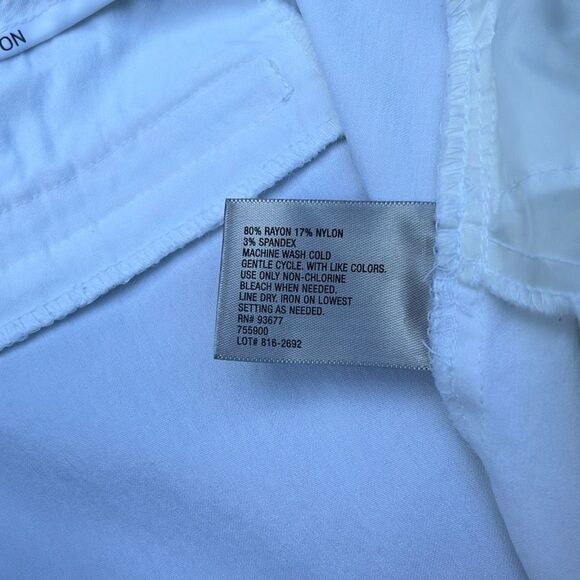 ON
80% RAYON 17% NYLON
3% SPANDEX
MACHINE WASH COLD
GENTLE CYCLE. WITH LIKE COLORS.
USE ONLY NON-CHLORINE
BLEACH WHEN NEEDED.
LINE DRY. IRON ON LOWEST
SETTING AS NEEDED.
RN# 93677
755900
LOT# 816-2692